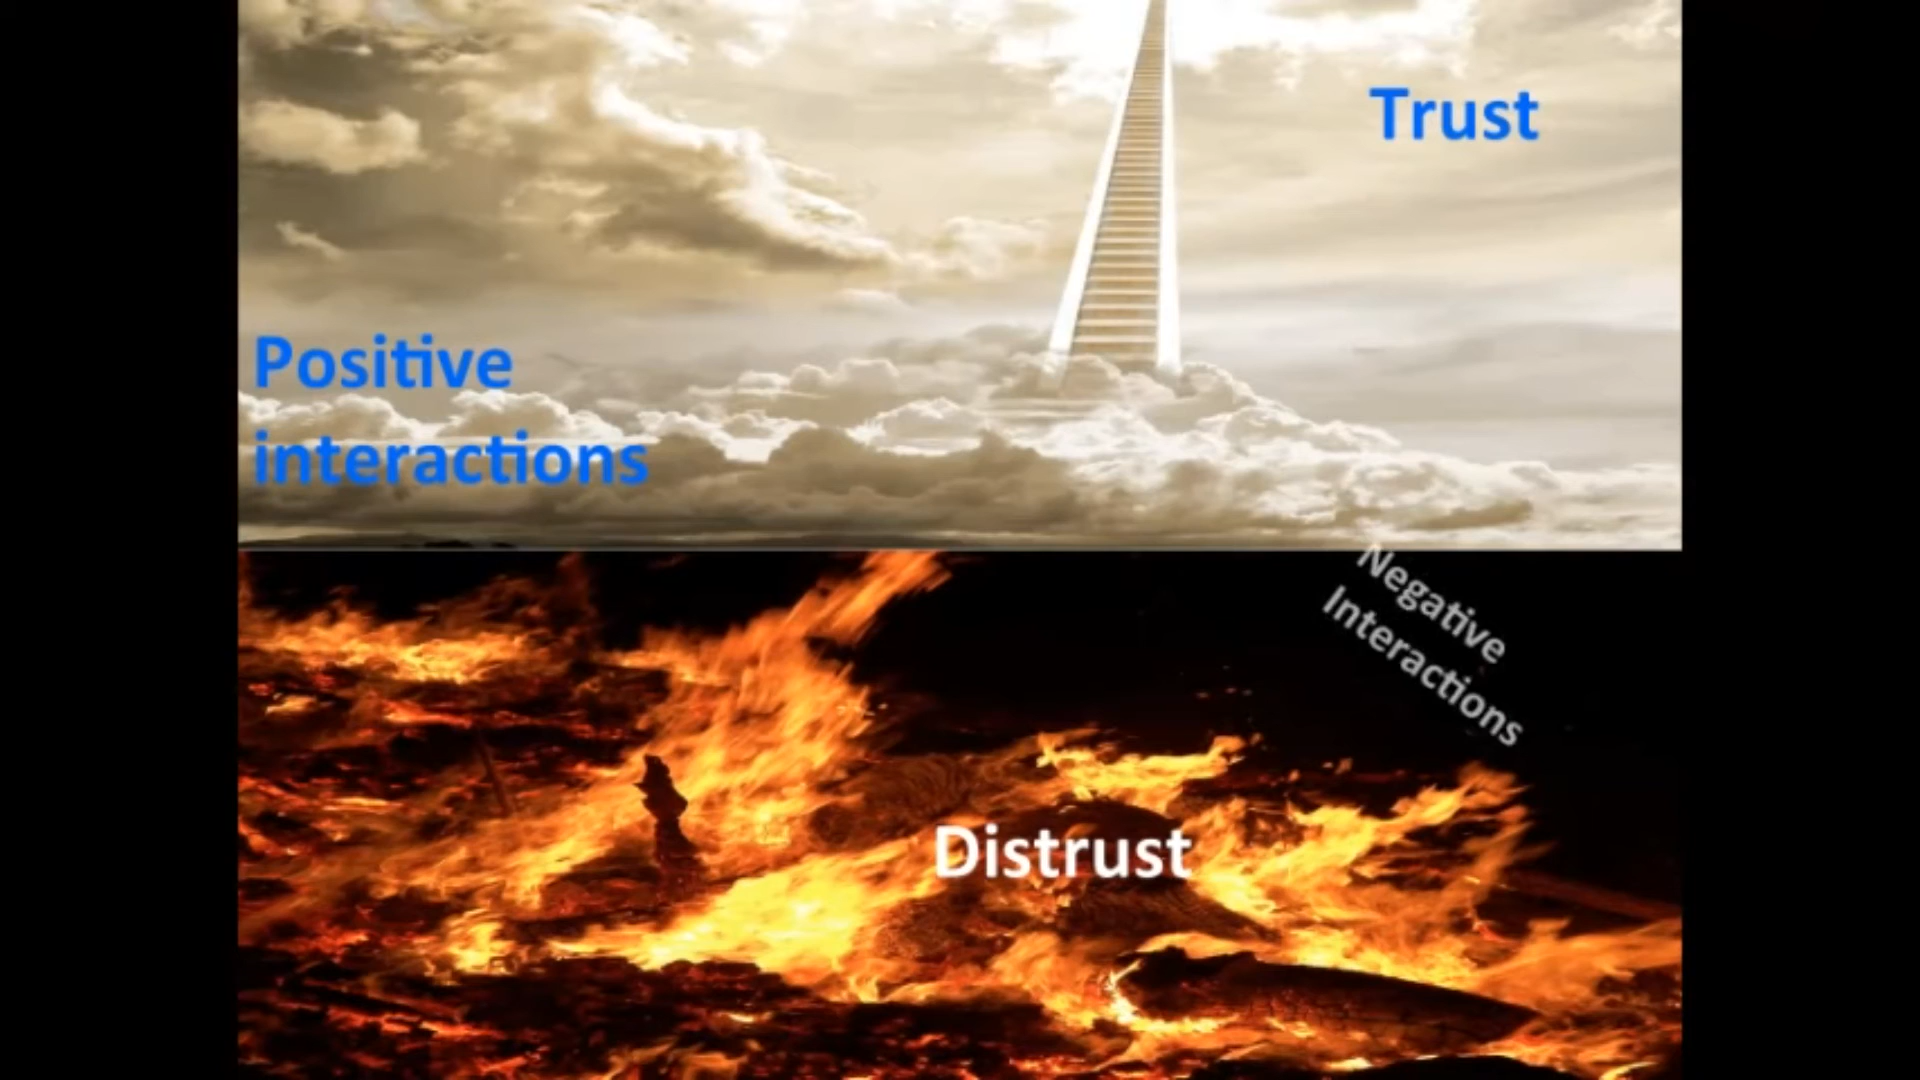 Trust
Positive
interactions
Negative
Interactions
Distrust